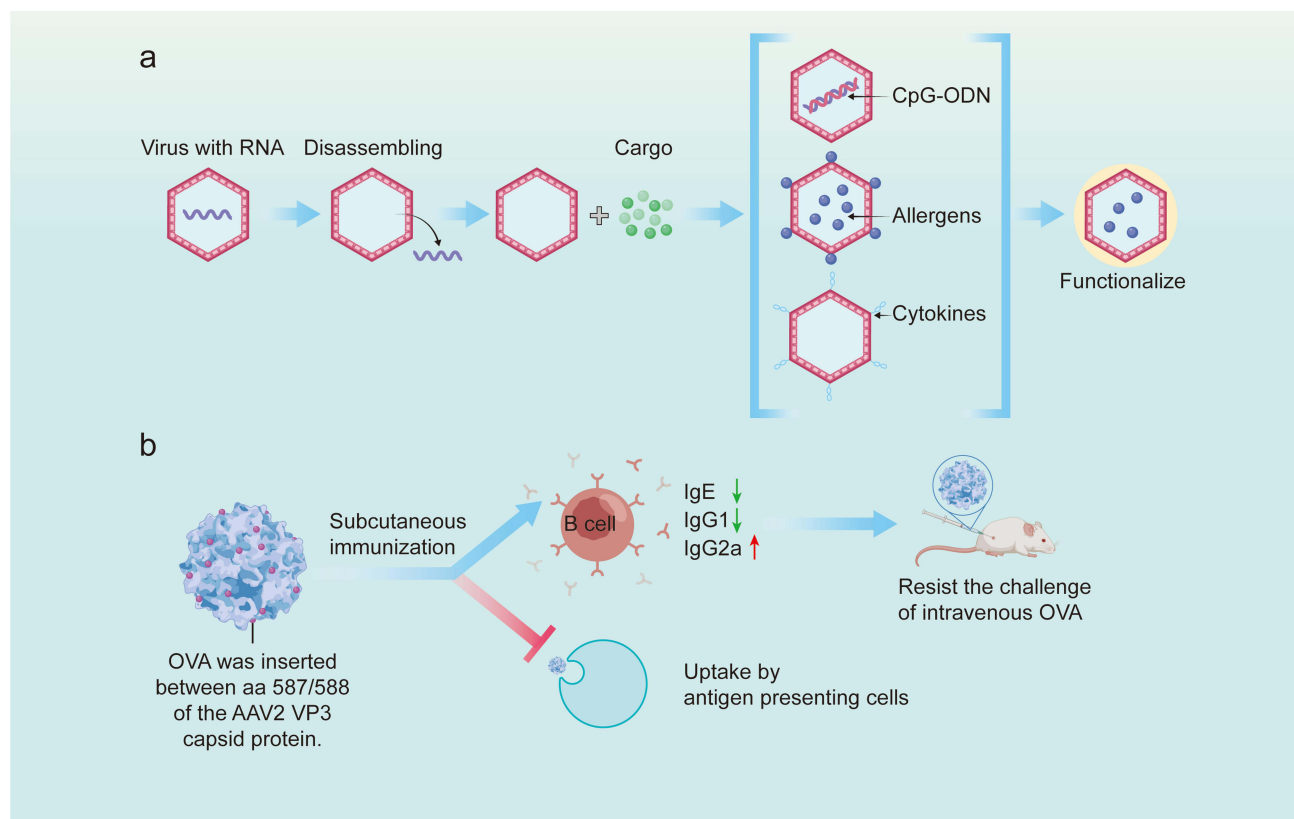 a
Virus with RNA
Disassembling
Cargo
CpG-ODN
Allergens
Cytokines
Functionalize
b
OVA was inserted
between aa 587/588
of the AAV2 VP3
capsid protein.
Subcutaneous
immunization
B cell
IgE
IgG1
IgG2a
Uptake by
antigen presenting cells
Resist the challenge
of intravenous OVA